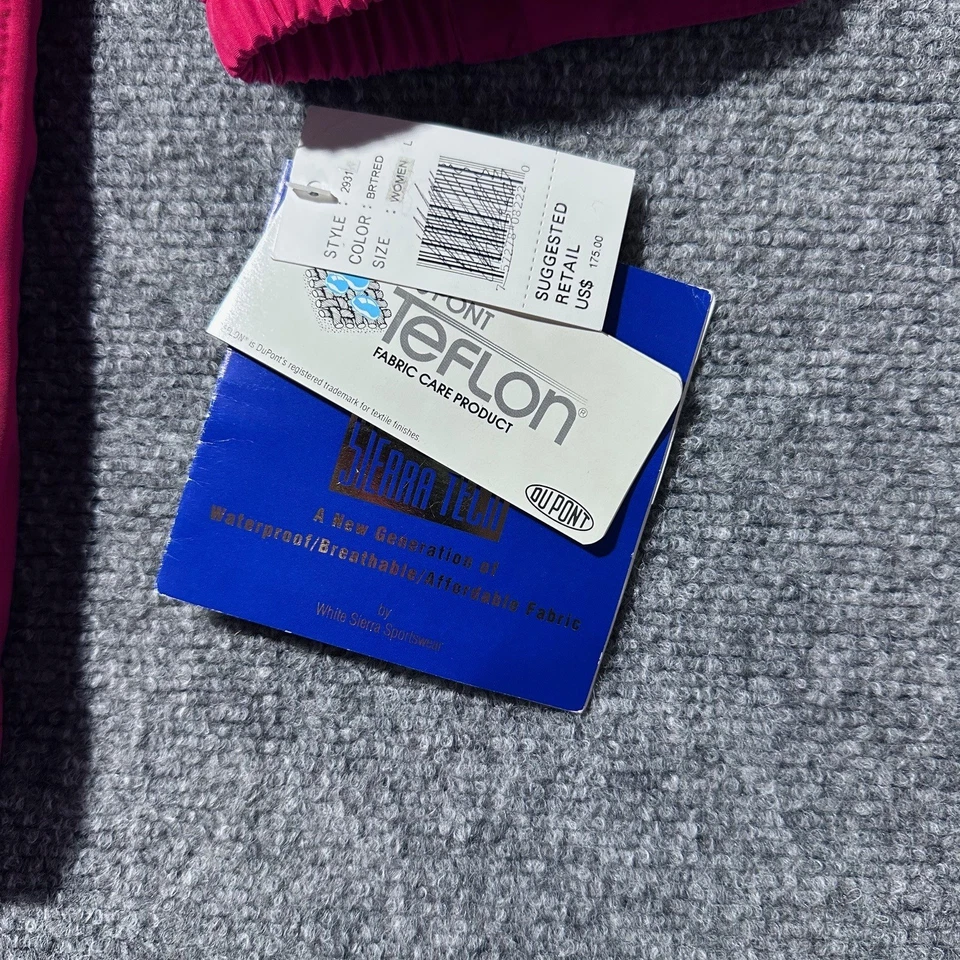 STYLE : 2931
COLOR : BRTRED
SIZE : WOMEN L
SUGGESTED
RETAIL
US$ 175.00
TEFLON®
FABRIC CARE PRODUCT
IS DuPont's registered trademark for textile finishes.
DUPONT
SIERRA TECH
A New Generation of
Waterproof/Breathable/Affordable Fabric
by
White Sierra Sportswear